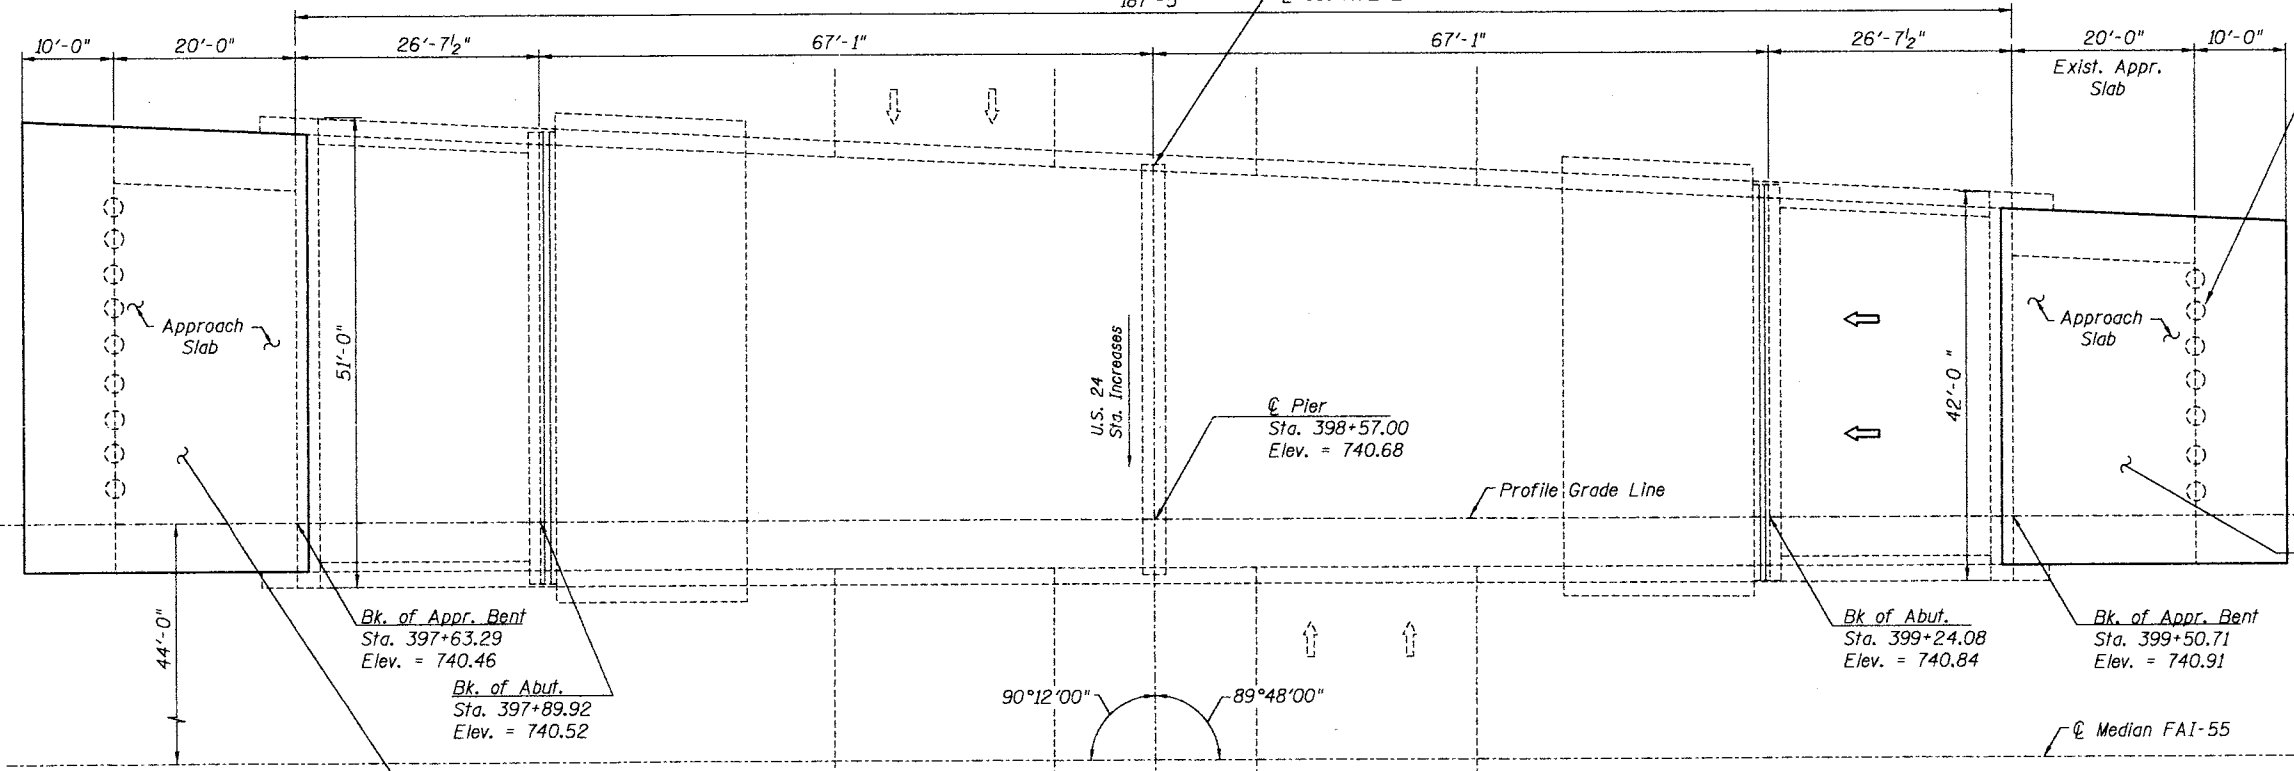 187'-5"
10'-0"
20'-0"
26'-7½"
67'-1"
67'-1"
26'-7½"
20'-0"
10'-0"
Exist. Appr.
Slab
Approach
Slab
51'-0"
U.S. 24
Sta. Increases
℄ Pier
Sta. 398+57.00
Elev. = 740.68
Profile Grade Line
42'-0"
Approach
Slab
44'-0"
Bk. of Appr. Bent
Sta. 397+63.29
Elev. = 740.46
Bk. of Abut.
Sta. 397+89.92
Elev. = 740.52
90°12'00"
89°48'00"
Bk of Abut.
Sta. 399+24.08
Elev. = 740.84
Bk. of Appr. Bent
Sta. 399+50.71
Elev. = 740.91
℄ Median FAI-55